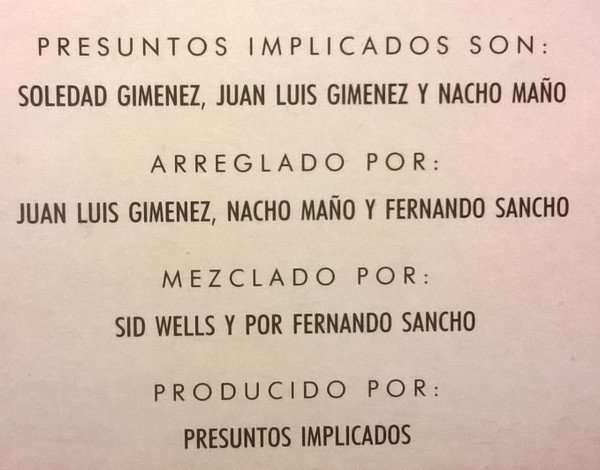 PRESUNTOS IMPLICADOS SON:
SOLEDAD GIMENEZ, JUAN LUIS GIMENEZ Y NACHO MAÑO
ARREGLADO POR:
JUAN LUIS GIMENEZ, NACHO MAÑO Y FERNANDO SANCHO
MEZCLADO POR:
SID WELLS Y POR FERNANDO SANCHO
PRODUCIDO POR:
PRESUNTOS IMPLICADOS